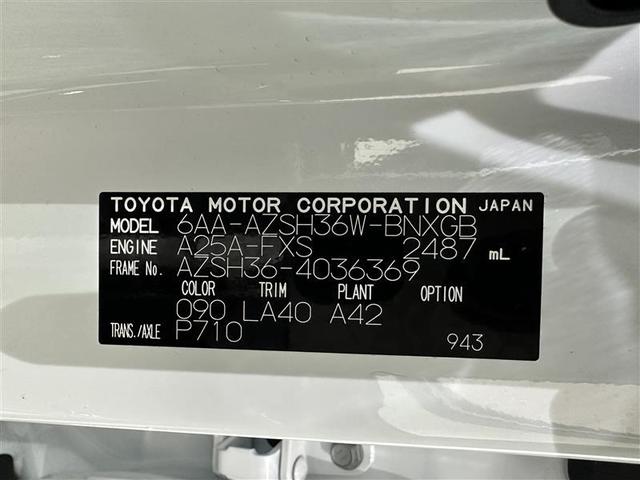 TOYOTA MOTOR CORPORATION JAPAN
MODEL 6AA-AZSH36W-BNXGB
ENGINE A25A-FXS 2487 mL
FRAME No. AZSH36-4036369
COLOR TRIM PLANT OPTION
090 LA40 A42
TRANS./AXLE P710
943